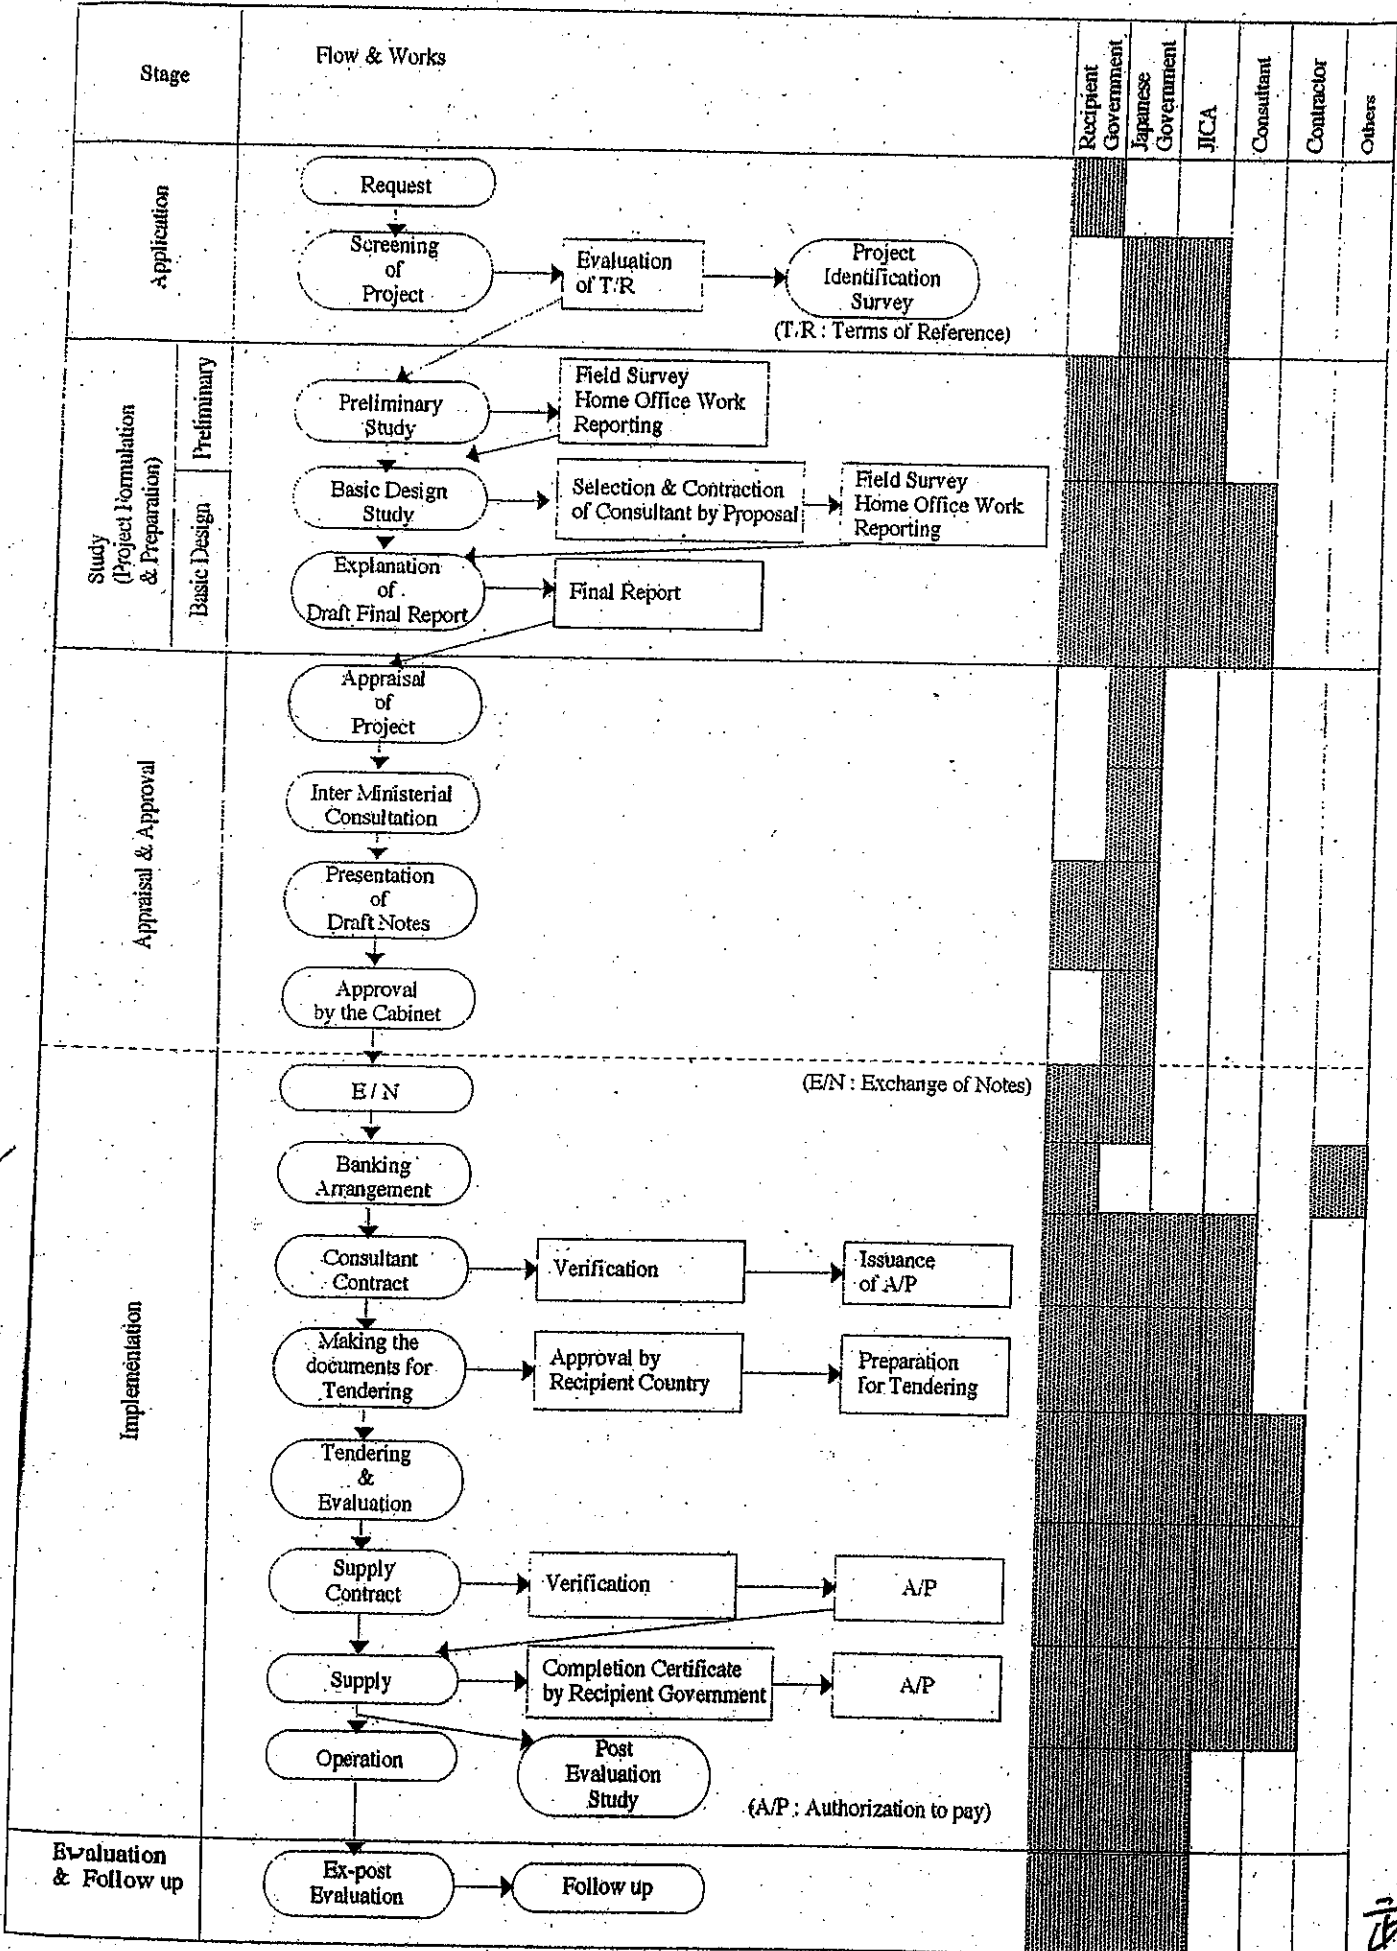 Stage
Flow & Works
Recipient
Government
Japanese
Government
JICA
Consultant
Contractor
Others
Application
Request
Screening
of
Project
Evaluation
of T/R
Project
Identification
Survey
(T/R : Terms of Reference)
Study
(Project Formulation
& Preparation)
Preliminary
Preliminary
Study
Field Survey
Home Office Work
Reporting
Basic Design
Basic Design
Study
Selection & Contraction
of Consultant by Proposal
Field Survey
Home Office Work
Reporting
Explanation
of
Draft Final Report
Final Report
Appraisal & Approval
Appraisal
of
Project
Inter Ministerial
Consultation
Presentation
of
Draft Notes
Approval
by the Cabinet
Implementation
E / N
(E/N : Exchange of Notes)
Banking
Arrangement
Consultant
Contract
Verification
Issuance
of A/P
Making the
documents for
Tendering
Approval by
Recipient Country
Preparation
for Tendering
Tendering
&
Evaluation
Supply
Contract
Verification
A/P
Supply
Completion Certificate
by Recipient Government
A/P
Operation
Post
Evaluation
Study
(A/P : Authorization to pay)
Evaluation
& Follow up
Ex-post
Evaluation
Follow up